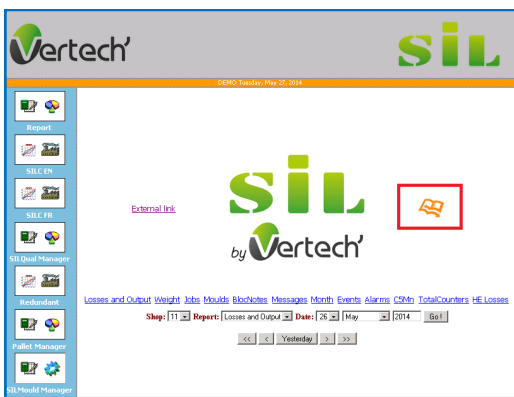 Vertech'
SIL
DEMO Tuesday, May 27, 2014
Report
SILC EN
SILC FR
SILQual Manager
Redundant
Pallet Manager
SILMould Manager
External link
SIL
by Vertech'
Losses and Output Weight Jobs Moulds BlocNotes Messages Month Events Alarms C5Mn TotalCounters HE Losses
Shop: 11 Report: Losses and Output Date: 26 May 2014 Go !
<< < Yesterday > >>